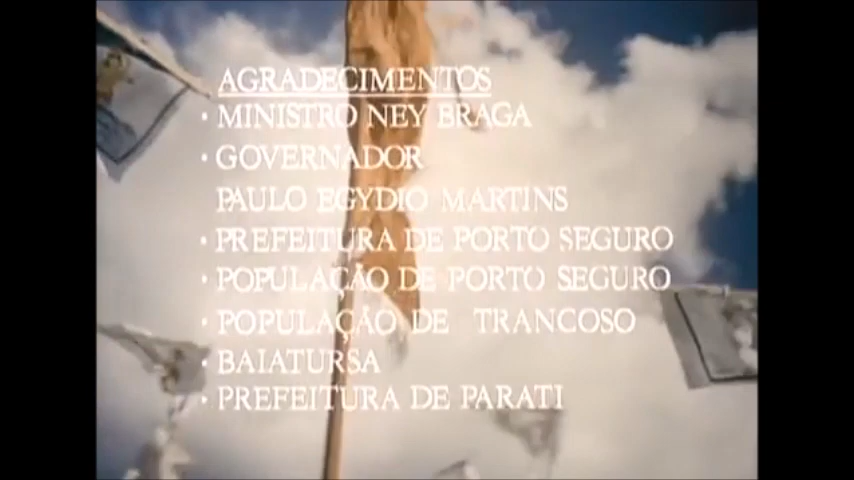 AGRADECIMENTOS
· MINISTRO NEY BRAGA
· GOVERNADOR
PAULO EGYDIO MARTINS
· PREFEITURA DE PORTO SEGURO
· POPULAÇÃO DE PORTO SEGURO
· POPULAÇÃO DE TRANCOSO
· BAIATURSA
· PREFEITURA DE PARATI